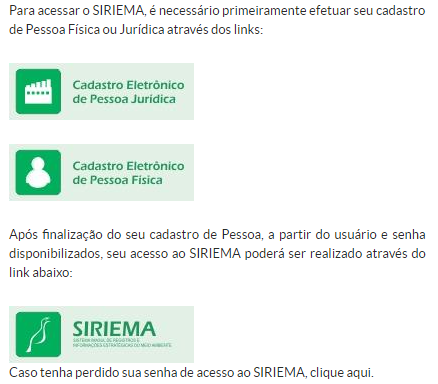 Para acessar o SIRIEMA, é necessário primeiramente efetuar seu cadastro
de Pessoa Física ou Jurídica através dos links:
Cadastro Eletrônico
de Pessoa Jurídica
Cadastro Eletrônico
de Pessoa Física
Após finalização do seu cadastro de Pessoa, a partir do usuário e senha
disponibilizados, seu acesso ao SIRIEMA poderá ser realizado através do
link abaixo:
SIRIEMA
SISTEMA IMASUL DE REGISTROS E
INFORMAÇÕES ESTRATÉGICAS DO MEIO AMBIENTE
Caso tenha perdido sua senha de acesso ao SIRIEMA, clique aqui.